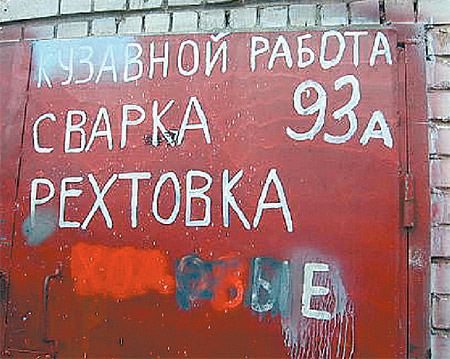 КУЗАВНОЙ РАБОТА
СВАРКА 93А
РЕХТОВКА